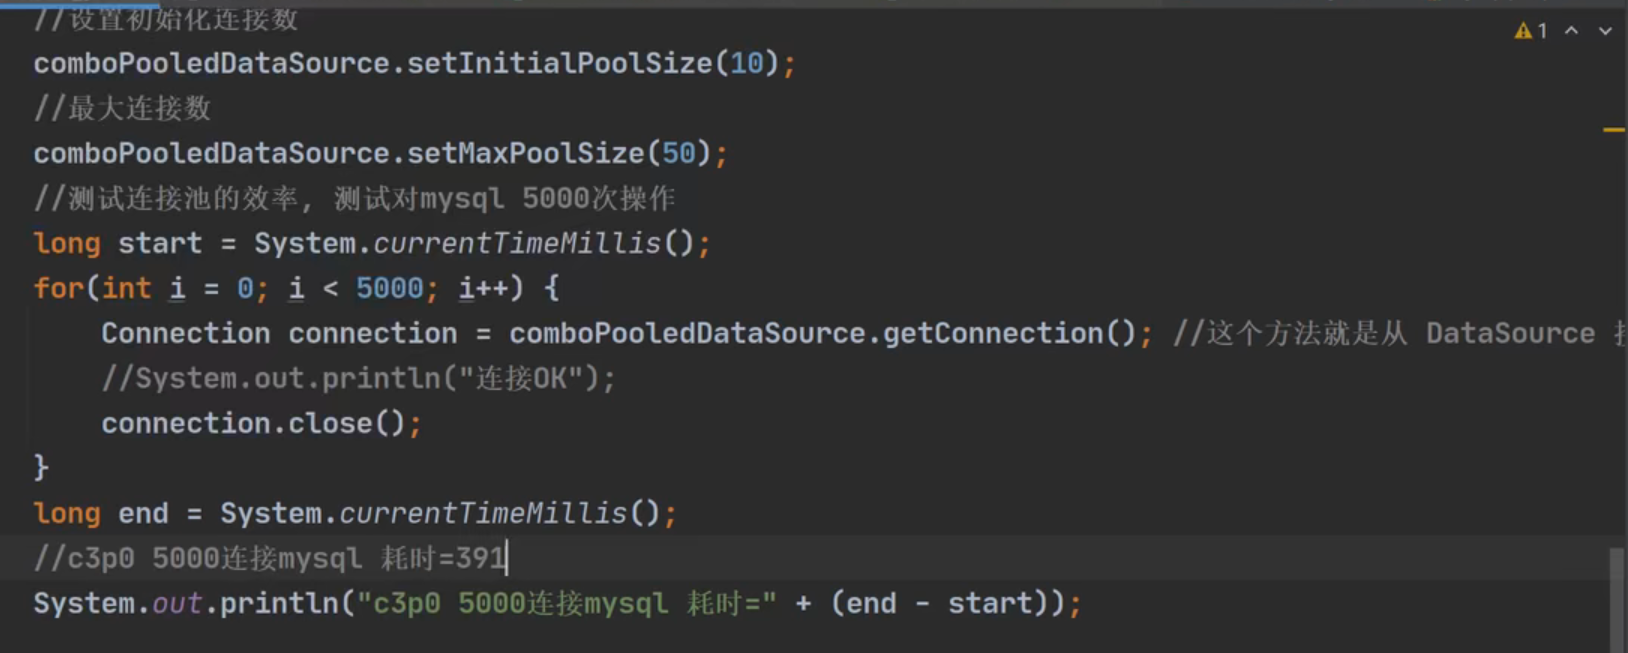 //设置初始化连接数
1
comboPooledDataSource.setInitialPoolSize(10);
//最大连接数
comboPooledDataSource.setMaxPoolSize(50);
//测试连接池的效率, 测试对mysql 5000次操作
long start = System.currentTimeMillis();
for(int i = 0; i < 5000; i++) {
Connection connection = comboPooledDataSource.getConnection(); //这个方法就是从 DataSource
//System.out.println("连接OK");
connection.close();
}
long end = System.currentTimeMillis();
//c3p0 5000连接mysql 耗时=391
System.out.println("c3p0 5000连接mysql 耗时=" + (end - start));